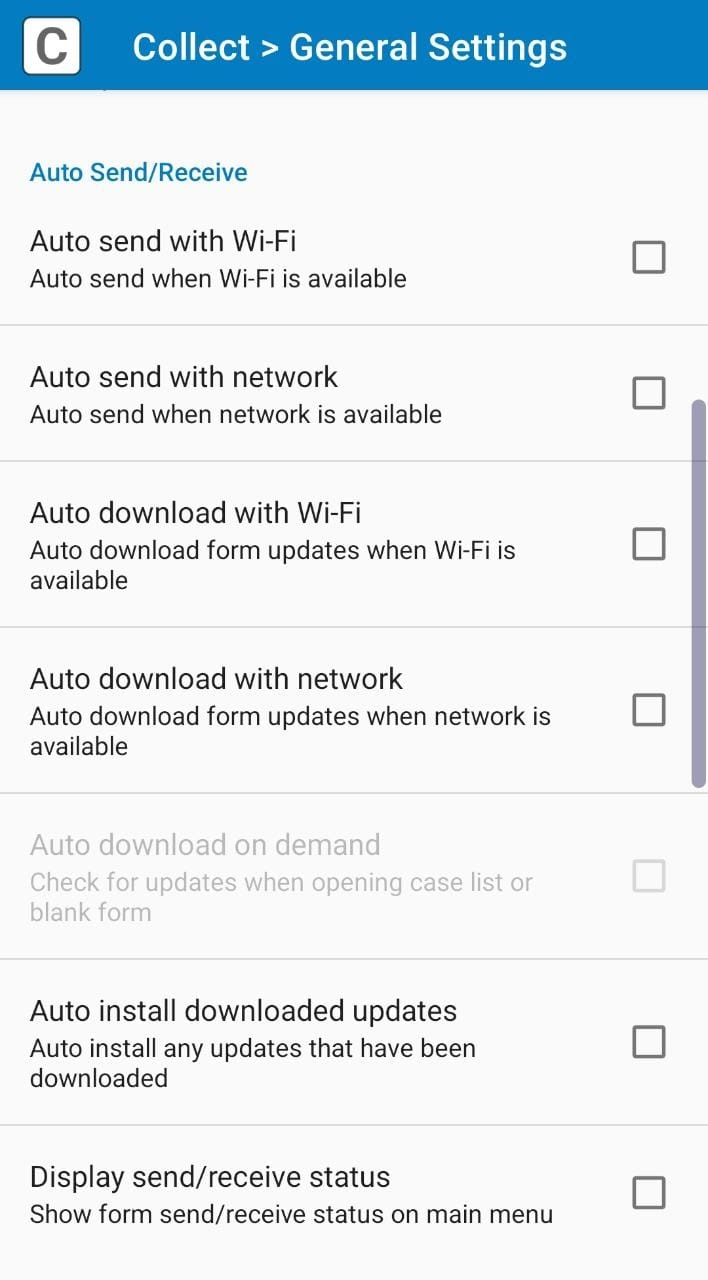 C
Collect > General Settings
Auto Send/Receive
Auto send with Wi-Fi
Auto send when Wi-Fi is available
Auto send with network
Auto send when network is available
Auto download with Wi-Fi
Auto download form updates when Wi-Fi is
available
Auto download with network
Auto download form updates when network is
available
Auto download on demand
Check for updates when opening case list or
blank form
Auto install downloaded updates
Auto install any updates that have been
downloaded
Display send/receive status
Show form send/receive status on main menu